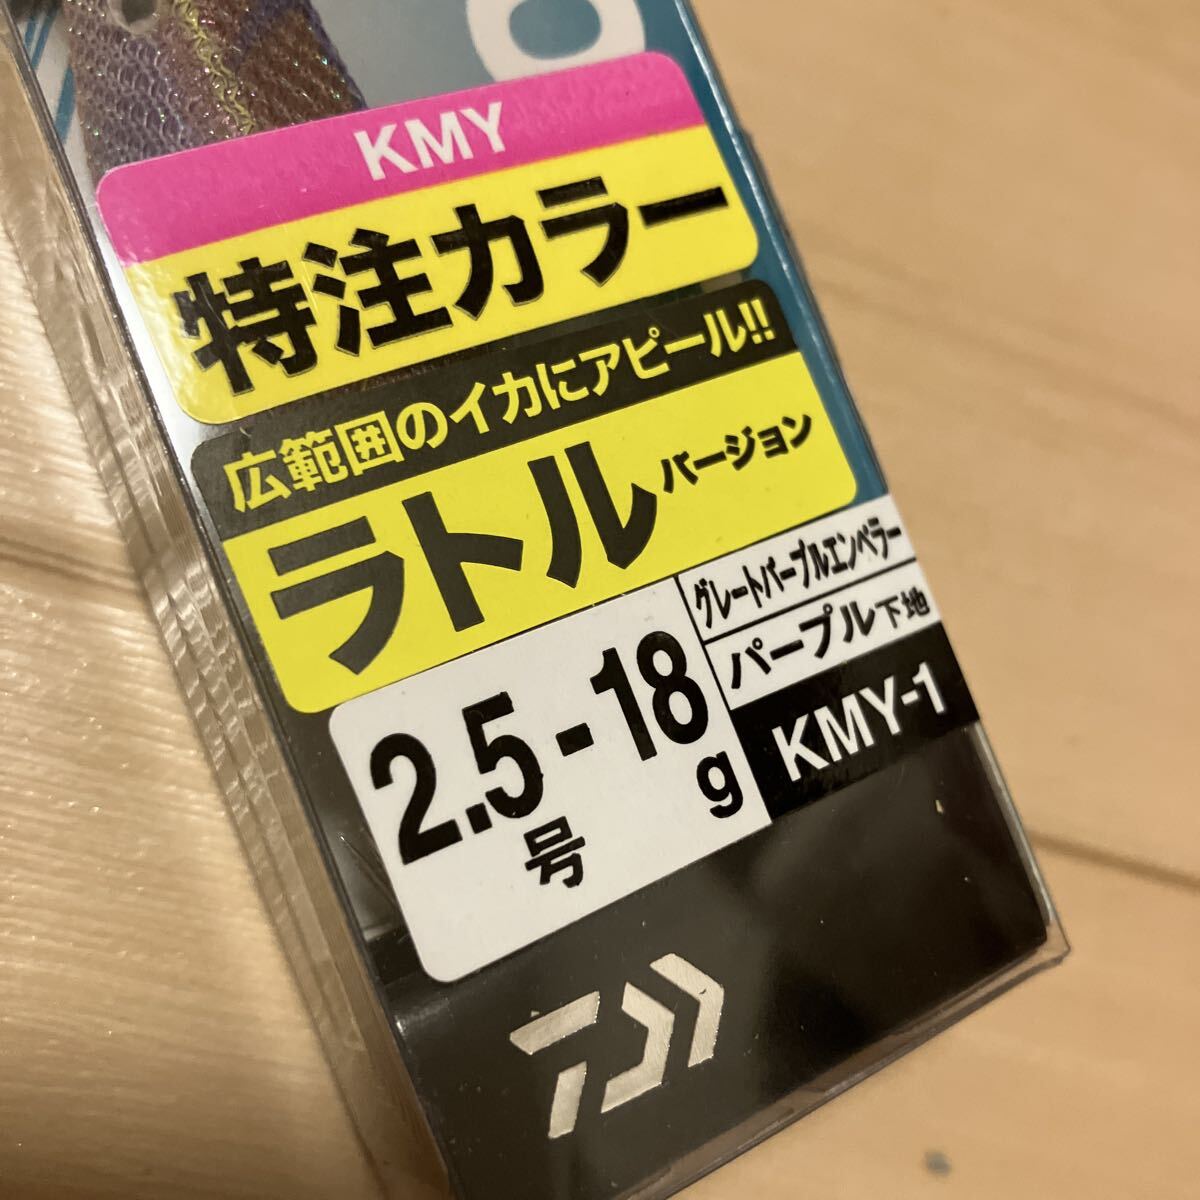 KMY
特注カラー
広範囲のイカにアピール!!
ラトルバージョン
2.5号-18g
グレートパープルエンペラー
パープル下地
KMY-1